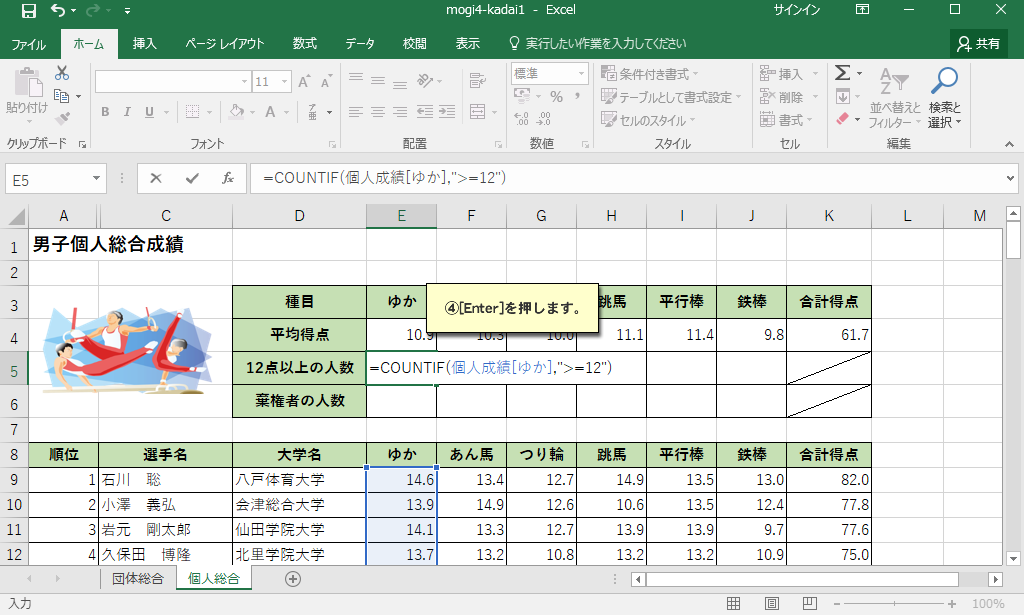 mogi4-kadai1 - Excel サインイン
ファイル ホーム 挿入 ページ レイアウト 数式 データ 校閲 表示 実行したい作業を入力してください 共有
貼り付け
クリップボード
11
B I U A A A
フォント
配置
標準
% ,
数値
条件付き書式
テーブルとして書式設定
セルのスタイル
スタイル
挿入
削除
書式
セル
Σ
並べ替えと
フィルター
検索と
選択
編集
E5 fx =COUNTIF(個人成績[ゆか],">=12")
A C D E F G H I J K L M
1 男子個人総合成績
2
3 種目 ゆか 跳馬 平行棒 鉄棒 合計得点
④[Enter]を押します。
4 平均得点 10.9 10.3 10.0 11.1 11.4 9.8 61.7
5 12点以上の人数 =COUNTIF(個人成績[ゆか],">=12")
6 棄権者の人数
7
8 順位 選手名 大学名 ゆか あん馬 つり輪 跳馬 平行棒 鉄棒 合計得点
9 1 石川　聡 八戸体育大学 14.6 13.4 12.7 14.9 13.5 13.0 82.0
10 2 小澤　義弘 会津総合大学 13.9 14.9 12.6 10.6 13.5 12.4 77.8
11 3 岩元　剛太郎 仙田学院大学 14.1 13.3 12.7 13.9 13.9 9.7 77.6
12 4 久保田　博隆 北里学院大学 13.7 13.2 10.8 13.2 13.2 10.9 75.0
団体総合 個人総合
入力 100%